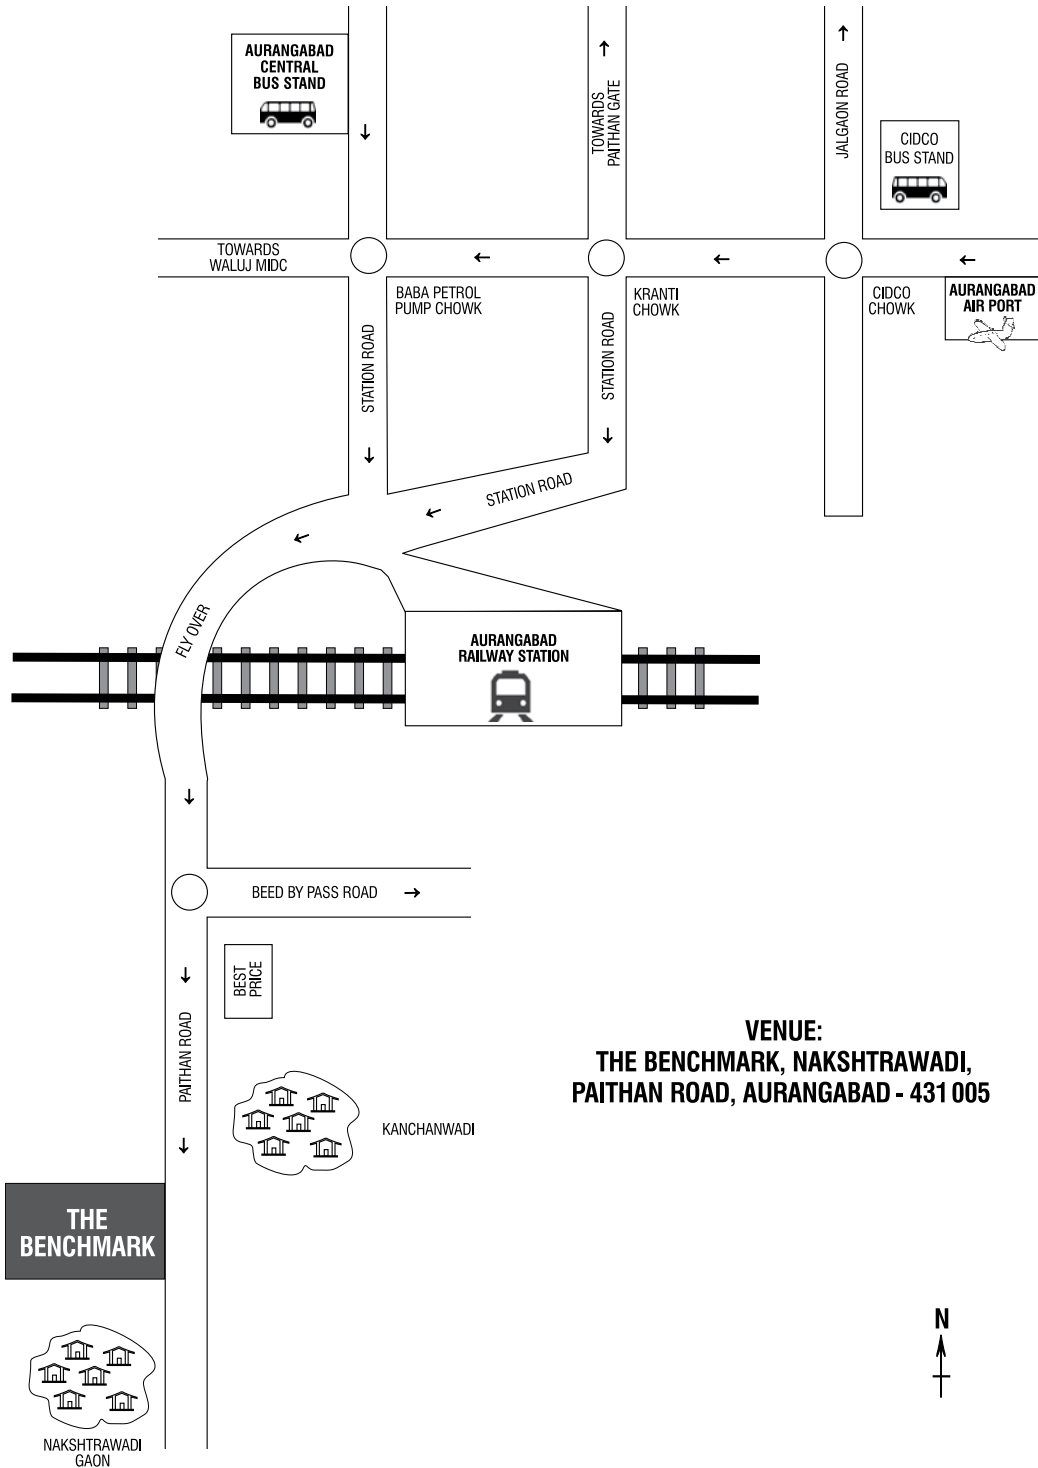 AURANGABAD
CENTRAL
BUS STAND
TOWARDS
PAITHAN GATE
JALGAON ROAD
CIDCO
BUS STAND
TOWARDS
WALUJ MIDC
BABA PETROL
PUMP CHOWK
KRANTI
CHOWK
CIDCO
CHOWK
AURANGABAD
AIR PORT
STATION ROAD
STATION ROAD
STATION ROAD
FLY OVER
AURANGABAD
RAILWAY STATION
BEED BY PASS ROAD
BEST
PRICE
PAITHAN ROAD
VENUE:
THE BENCHMARK, NAKSHTRAWADI,
PAITHAN ROAD, AURANGABAD - 431 005
KANCHANWADI
THE
BENCHMARK
N
NAKSHTRAWADI
GAON